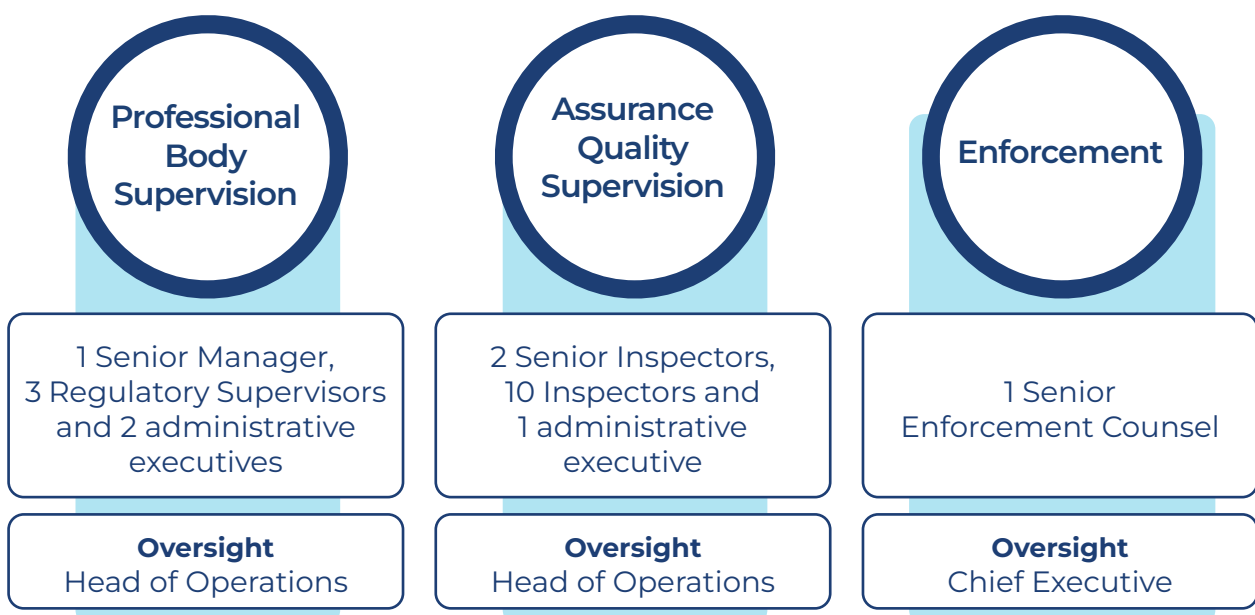 Professional
Body
Supervision
1 Senior Manager,
3 Regulatory Supervisors
and 2 administrative
executives
Oversight
Head of Operations
Assurance
Quality
Supervision
2 Senior Inspectors,
10 Inspectors and
1 administrative
executive
Oversight
Head of Operations
Enforcement
1 Senior
Enforcement Counsel
Oversight
Chief Executive